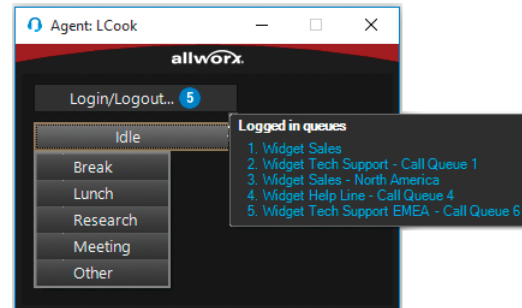 Agent: LCook
allworx.
Login/Logout... 5
Idle
Break
Lunch
Research
Meeting
Other
Logged in queues
1. Widget Sales
2. Widget Tech Support - Call Queue 1
3. Widget Sales - North America
4. Widget Help Line - Call Queue 4
5. Widget Tech Support EMEA - Call Queue 6